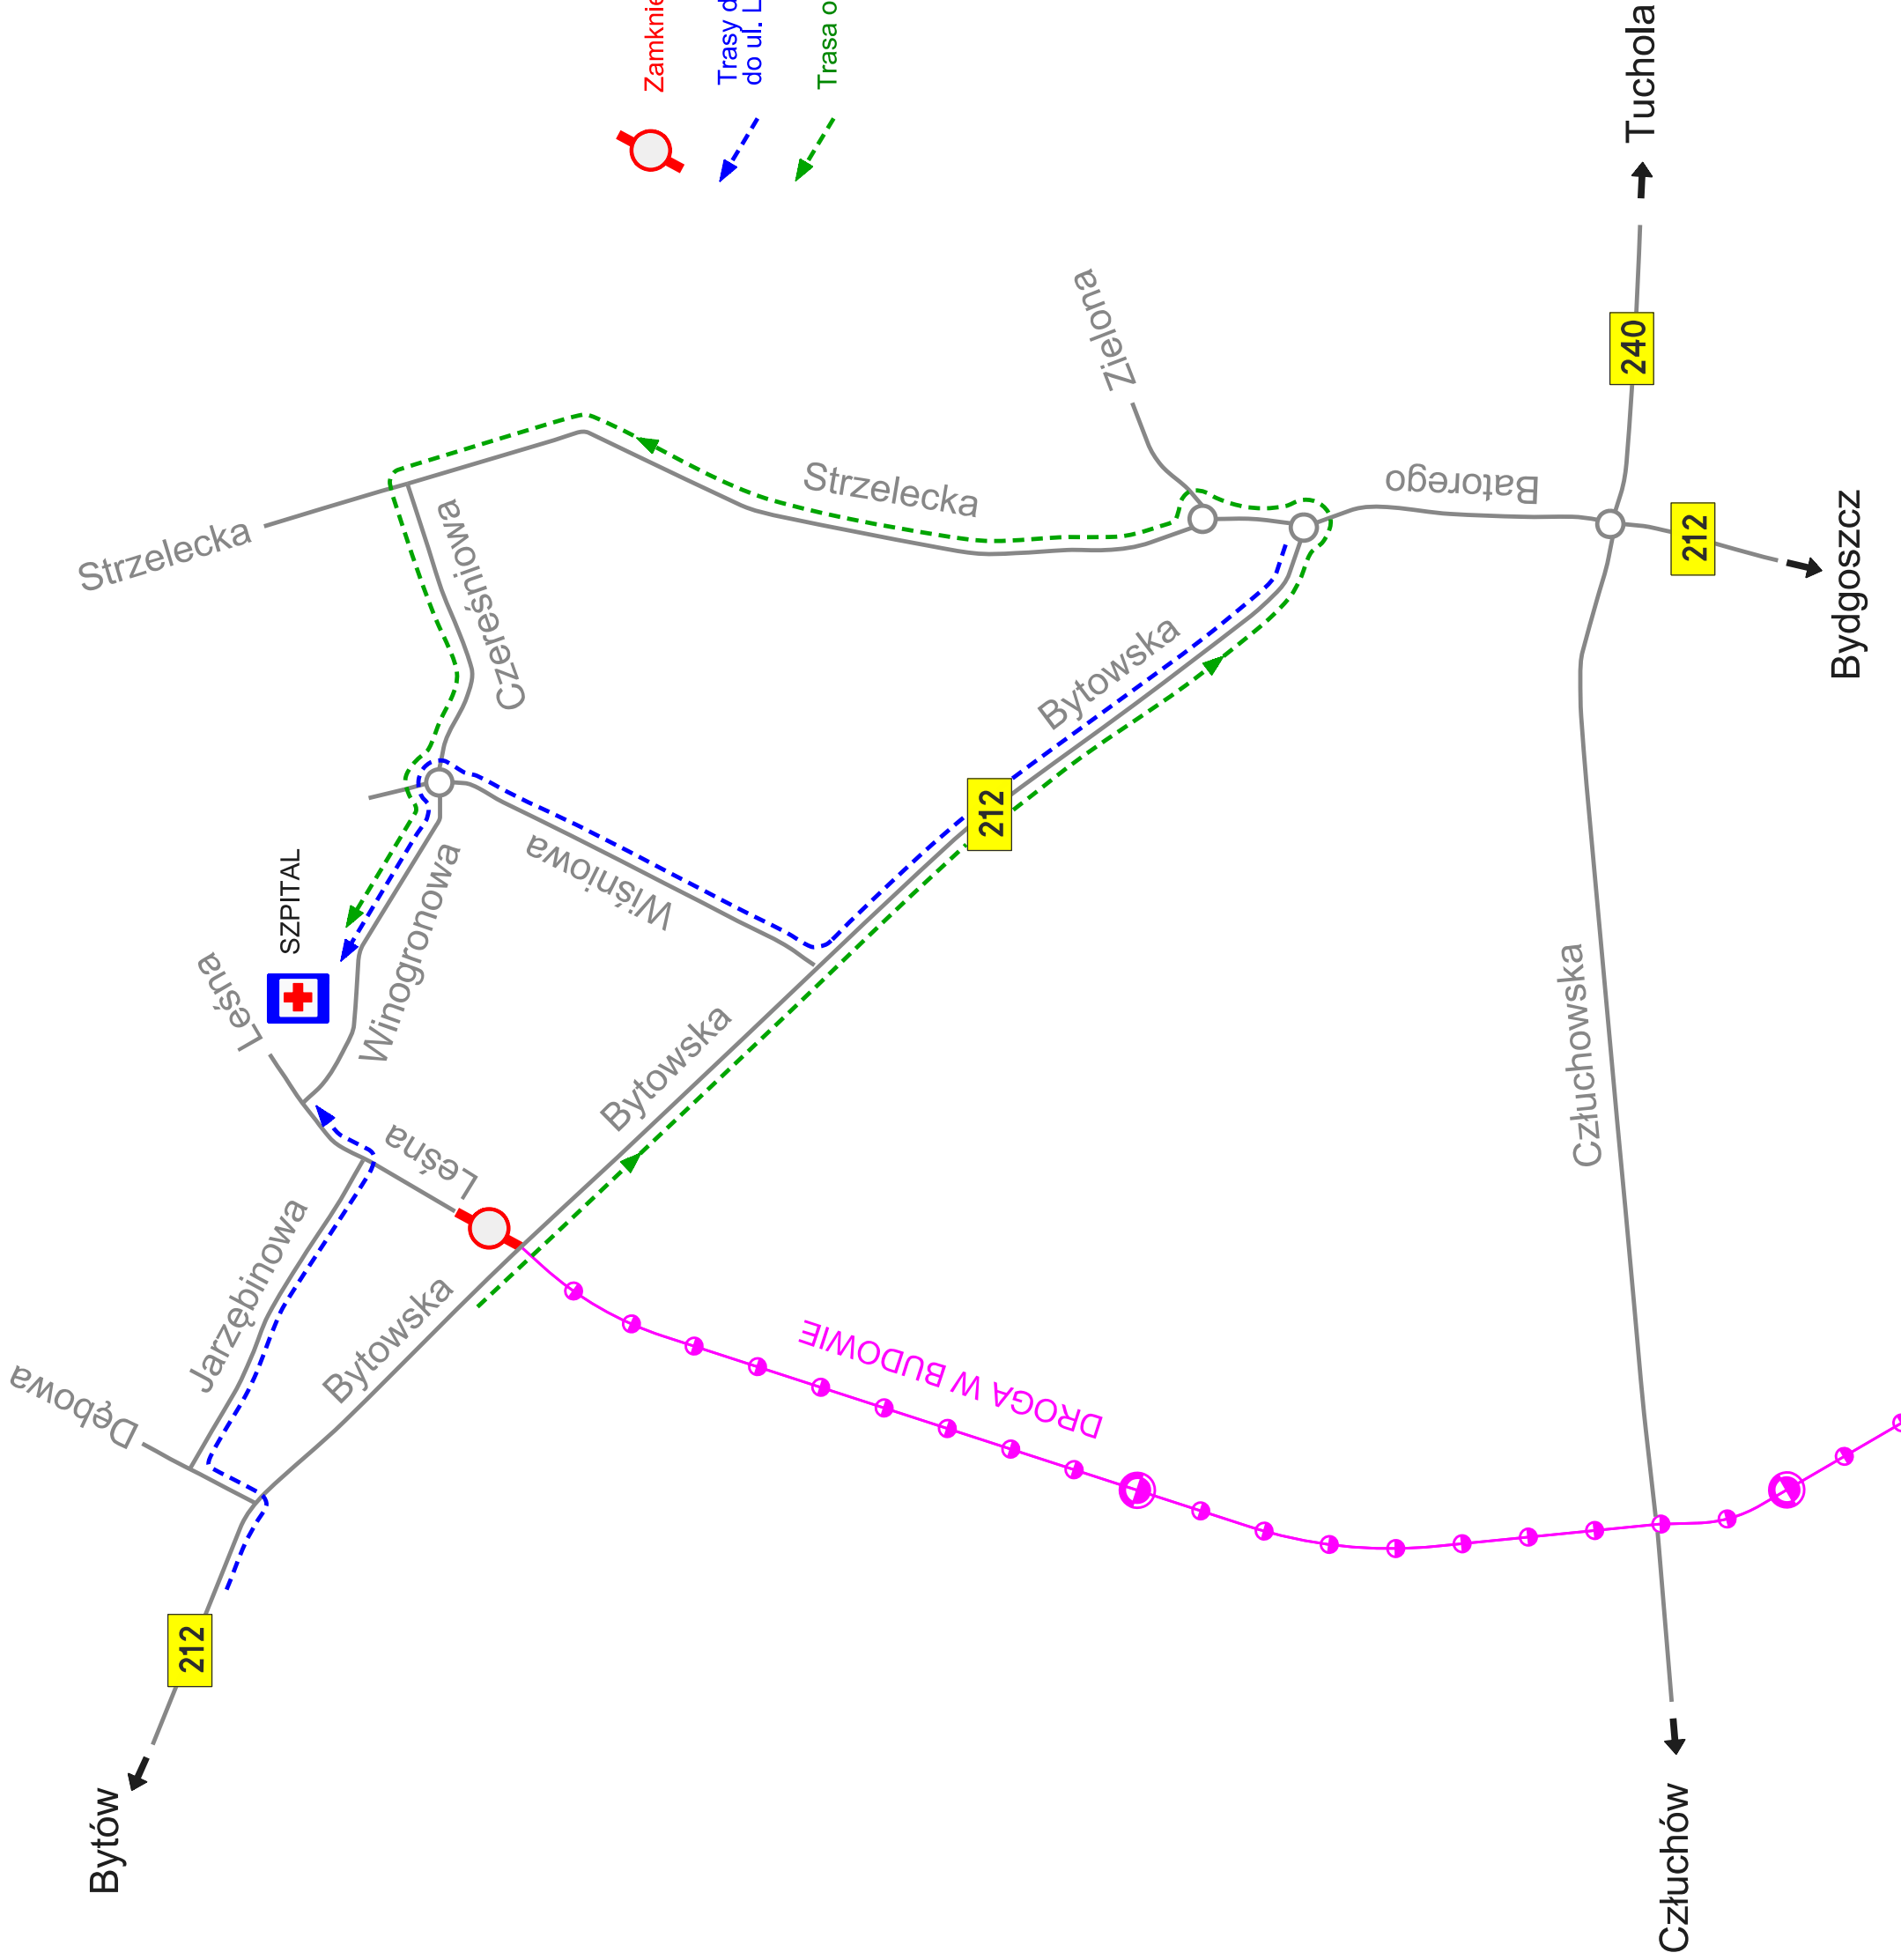 Zamknię
Trasy d
do ul. L
Trasa o
Tuchola
240
212
Bydgoszcz
Zielona
Batorego
Strzelecka
Strzelecka
Czereśniowa
Bytowska
212
Wiśniowa
Winogronowa
SZPITAL
Leśna
Leśna
Bytowska
Jarzębinowa
Bytowska
Dębowa
212
Bytów
DROGA W BUDOWIE
Człuchowska
Człuchów